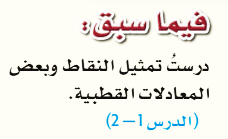 فيما سبق:
درستُ تمثيل النقاط وبعض
المعادلات القطبية.
(الدرس 1 – 2)